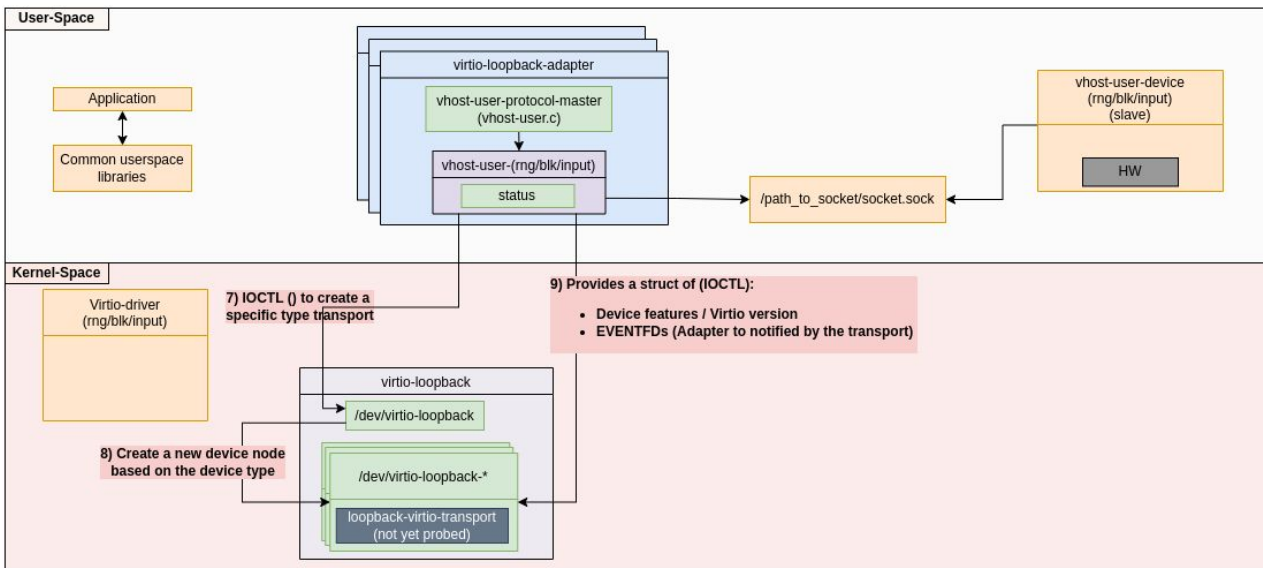 User-Space
virtio-loopback-adapter
vhost-user-protocol-master
(vhost-user.c)
vhost-user-(rng/blk/input)
status
Application
Common userspace
libraries
/path_to_socket/socket.sock
vhost-user-device
(rng/blk/input)
(slave)
HW
Kernel-Space
Virtio-driver
(rng/blk/input)
7) IOCTL () to create a
specific type transport
9) Provides a struct of (IOCTL):
• Device features / Virtio version
• EVENTFDs (Adapter to notified by the transport)
virtio-loopback
/dev/virtio-loopback
8) Create a new device node
based on the device type
/dev/virtio-loopback-*
loopback-virtio-transport
(not yet probed)